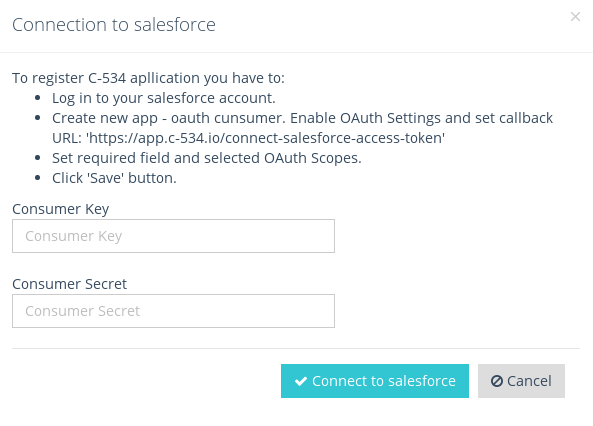 Connection to salesforce
×
To register C-534 apllication you have to:
• Log in to your salesforce account.
• Create new app - oauth cunsumer. Enable OAuth Settings and set callback
URL: 'https://app.c-534.io/connect-salesforce-access-token'
• Set required field and selected OAuth Scopes.
• Click 'Save' button.
Consumer Key
Consumer Key
Consumer Secret
Consumer Secret
Connect to salesforce Cancel